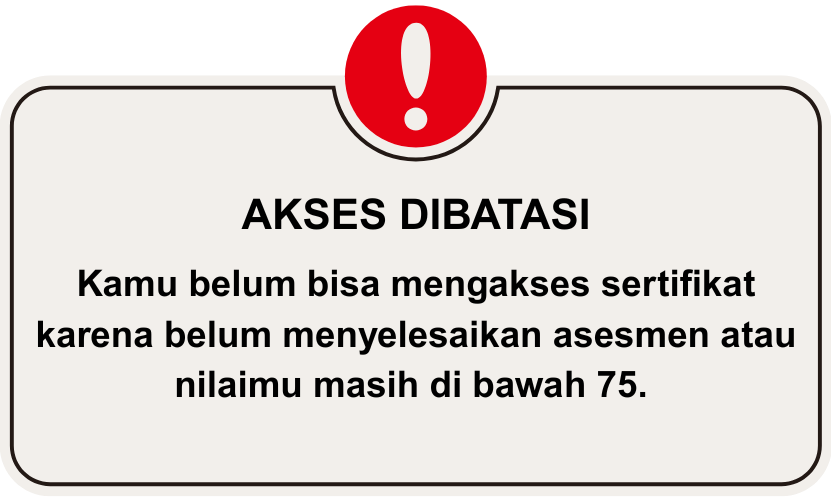 AKSES DIBATASI
Kamu belum bisa mengakses sertifikat
karena belum menyelesaikan asesmen atau
nilaimu masih di bawah 75.